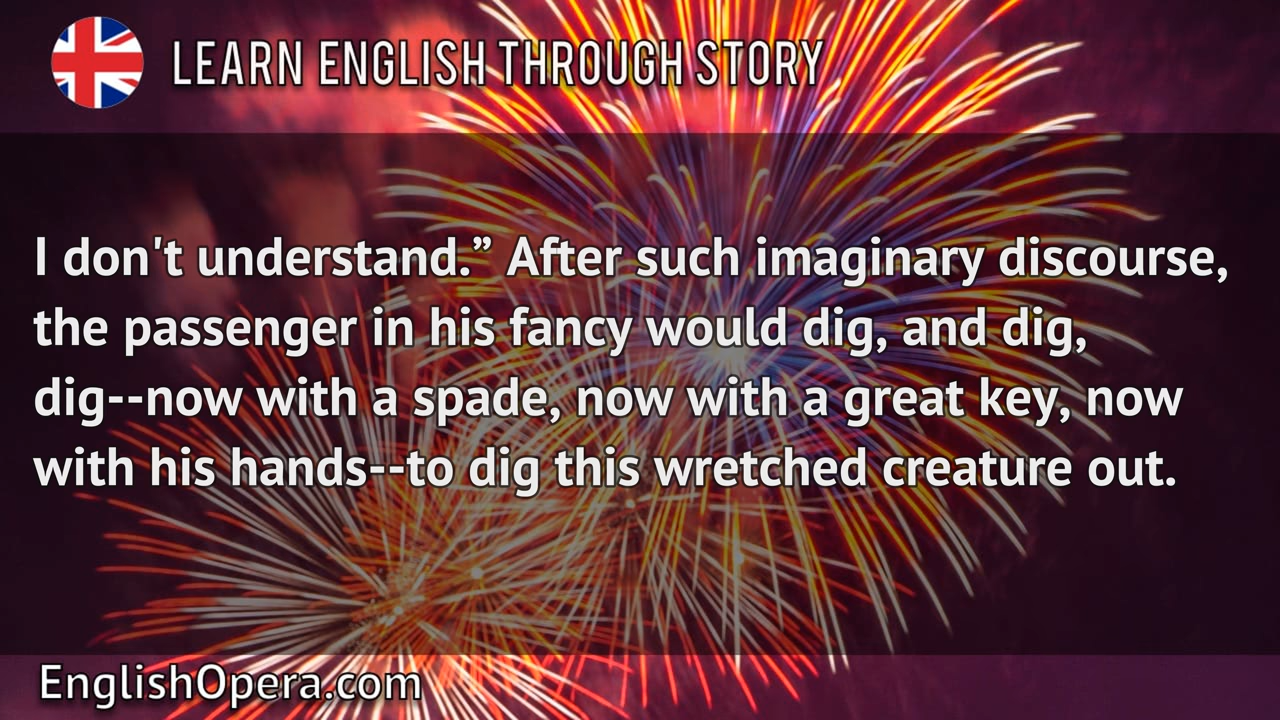 LEARN ENGLISH THROUGH STORY
I don't understand.” After such imaginary discourse,
the passenger in his fancy would dig, and dig,
dig--now with a spade, now with a great key, now
with his hands--to dig this wretched creature out.
EnglishOpera.com